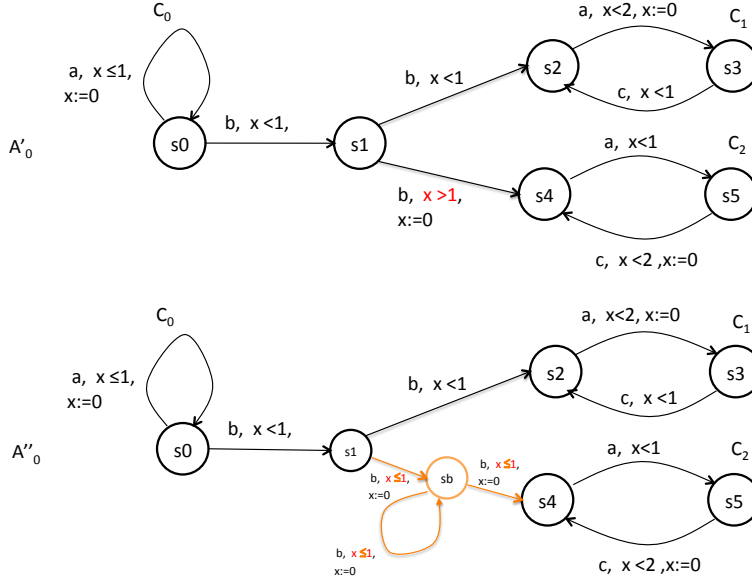 C0
a, x ≤1,
x:=0
s0
b, x <1,
A'0
s1
b, x <1
b, x >1,
x:=0
s2
a, x<2, x:=0
C1
s3
c, x <1
C2
a, x<1
s4
s5
c, x <2 ,x:=0
C0
a, x ≤1,
x:=0
s0
b, x <1,
A''0
s1
b, x <1
b, x ≤1,
x:=0
sb
b, x ≤1,
x:=0
b, x ≤1,
x:=0
s2
a, x<2, x:=0
C1
s3
c, x <1
C2
a, x<1
s4
s5
c, x <2 ,x:=0